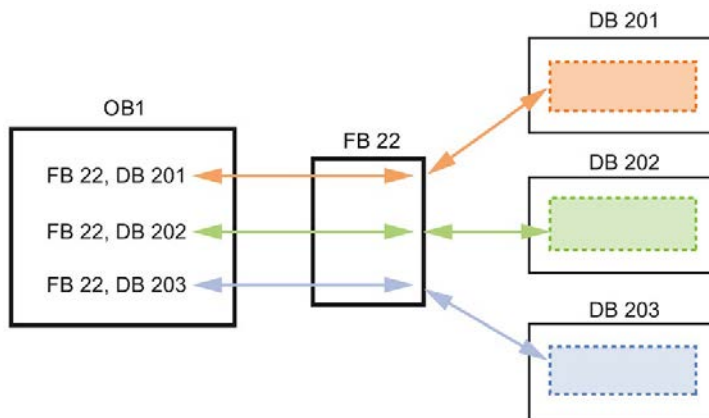 OB1
FB 22, DB 201
FB 22, DB 202
FB 22, DB 203
FB 22
DB 201
DB 202
DB 203